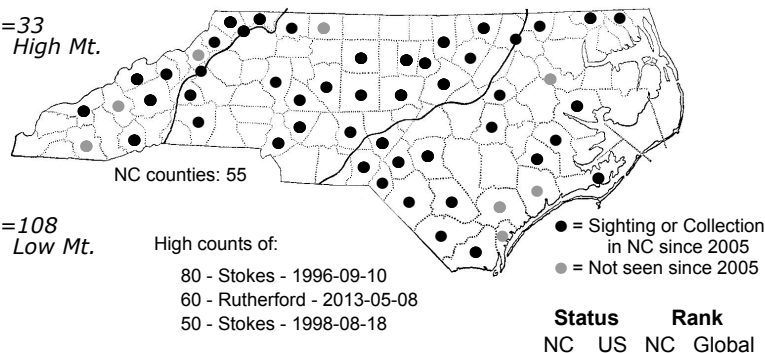 =33
High Mt.
NC counties: 55
=108
Low Mt.
High counts of:
80 - Stokes - 1996-09-10
60 - Rutherford - 2013-05-08
50 - Stokes - 1998-08-18
= Sighting or Collection
in NC since 2005
= Not seen since 2005
Status Rank
NC US NC Global